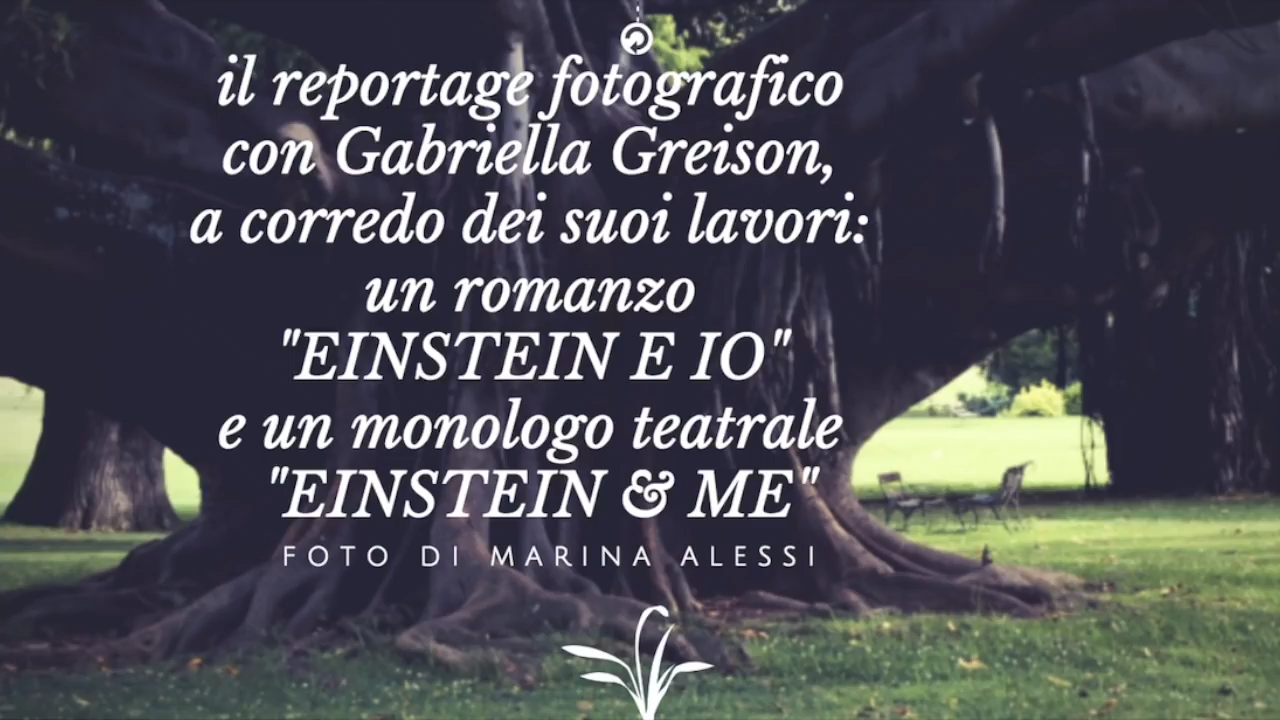 il reportage fotografico
con Gabriella Greison,
a corredo dei suoi lavori:
un romanzo
"EINSTEIN E IO"
e un monologo teatrale
"EINSTEIN & ME"
FOTO DI MARINA ALESSI